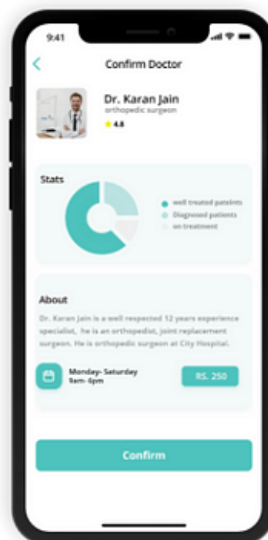 9:41
Confirm Doctor
Dr. Karan Jain
orthopedic surgeon
4.8
Stats
well treated pateints
Diagnosed patients
on treatment
About
Dr. Karan Jain is a well respected 12 years experience
specialist, he is an orthopedist, joint replacement
surgeon. He is orthopedic surgeon at City Hospital.
Monday- Saturday
9am- 6pm
RS. 250
Confirm